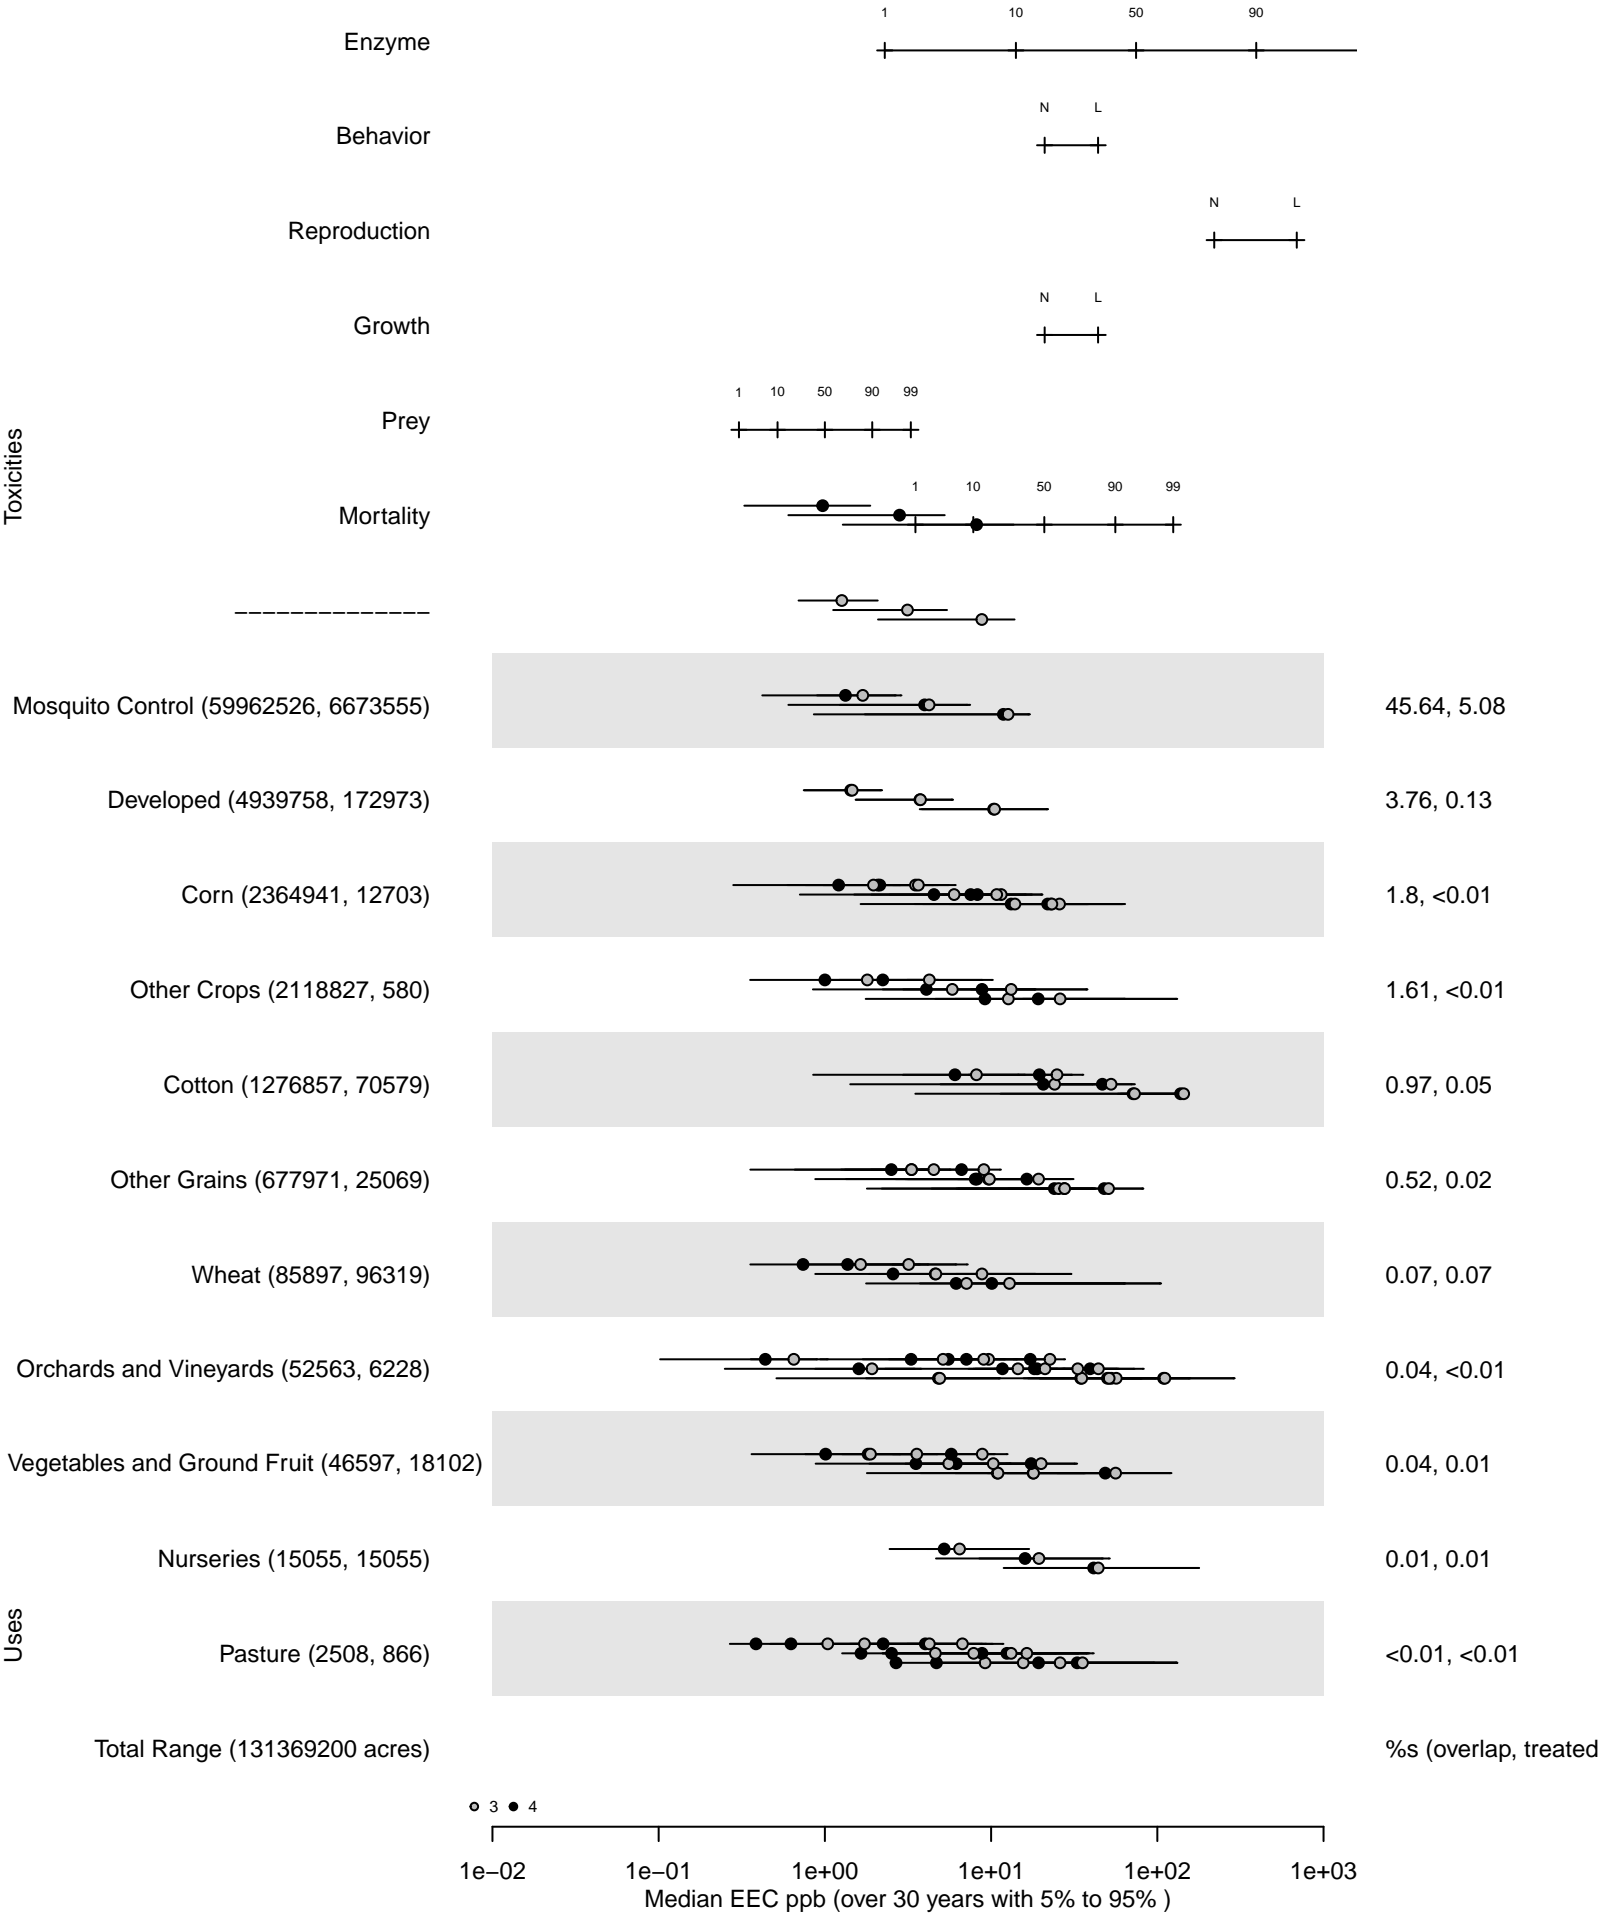 1 10 50 90
Enzyme
N L
Behavior
N L
Reproduction
N L
Growth
1 10 50 90 99
Prey
Toxicities
1 10 50 90 99
Mortality
−−−−−−−−−−−−−−
Mosquito Control (59962526, 6673555) 45.64, 5.08
Developed (4939758, 172973) 3.76, 0.13
Corn (2364941, 12703) 1.8, <0.01
Other Crops (2118827, 580) 1.61, <0.01
Cotton (1276857, 70579) 0.97, 0.05
Other Grains (677971, 25069) 0.52, 0.02
Wheat (85897, 96319) 0.07, 0.07
Orchards and Vineyards (52563, 6228) 0.04, <0.01
Vegetables and Ground Fruit (46597, 18102) 0.04, 0.01
Nurseries (15055, 15055) 0.01, 0.01
Uses
Pasture (2508, 866) <0.01, <0.01
Total Range (131369200 acres) %s (overlap, treated
3 4
1e−02 1e−01 1e+00 1e+01 1e+02 1e+03
Median EEC ppb (over 30 years with 5% to 95% )